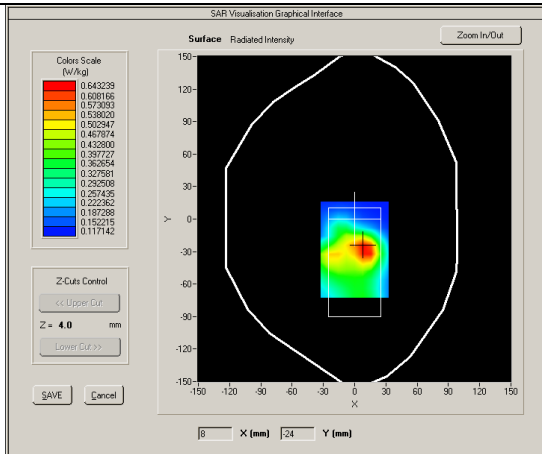 SAR Visualisation Graphical Interface
Surface Radiated Intensity
Zoom In/Out
Colors Scale
(W/kg)
0.643239
0.608166
0.573093
0.538020
0.502947
0.467874
0.432800
0.397727
0.362654
0.327581
0.292508
0.257435
0.222362
0.187288
0.152215
0.117142
Z-Cuts Control
<< Upper Cut
Z = 4.0 mm
Lower Cut >>
SAVE Cancel
150-
120-
90-
60-
30-
0-
-30-
-60-
-90-
-120-
-150-
Y
-150 -120 -90 -60 -30 0 30 60 90 120 150
X
8 X (mm) -24 Y (mm)